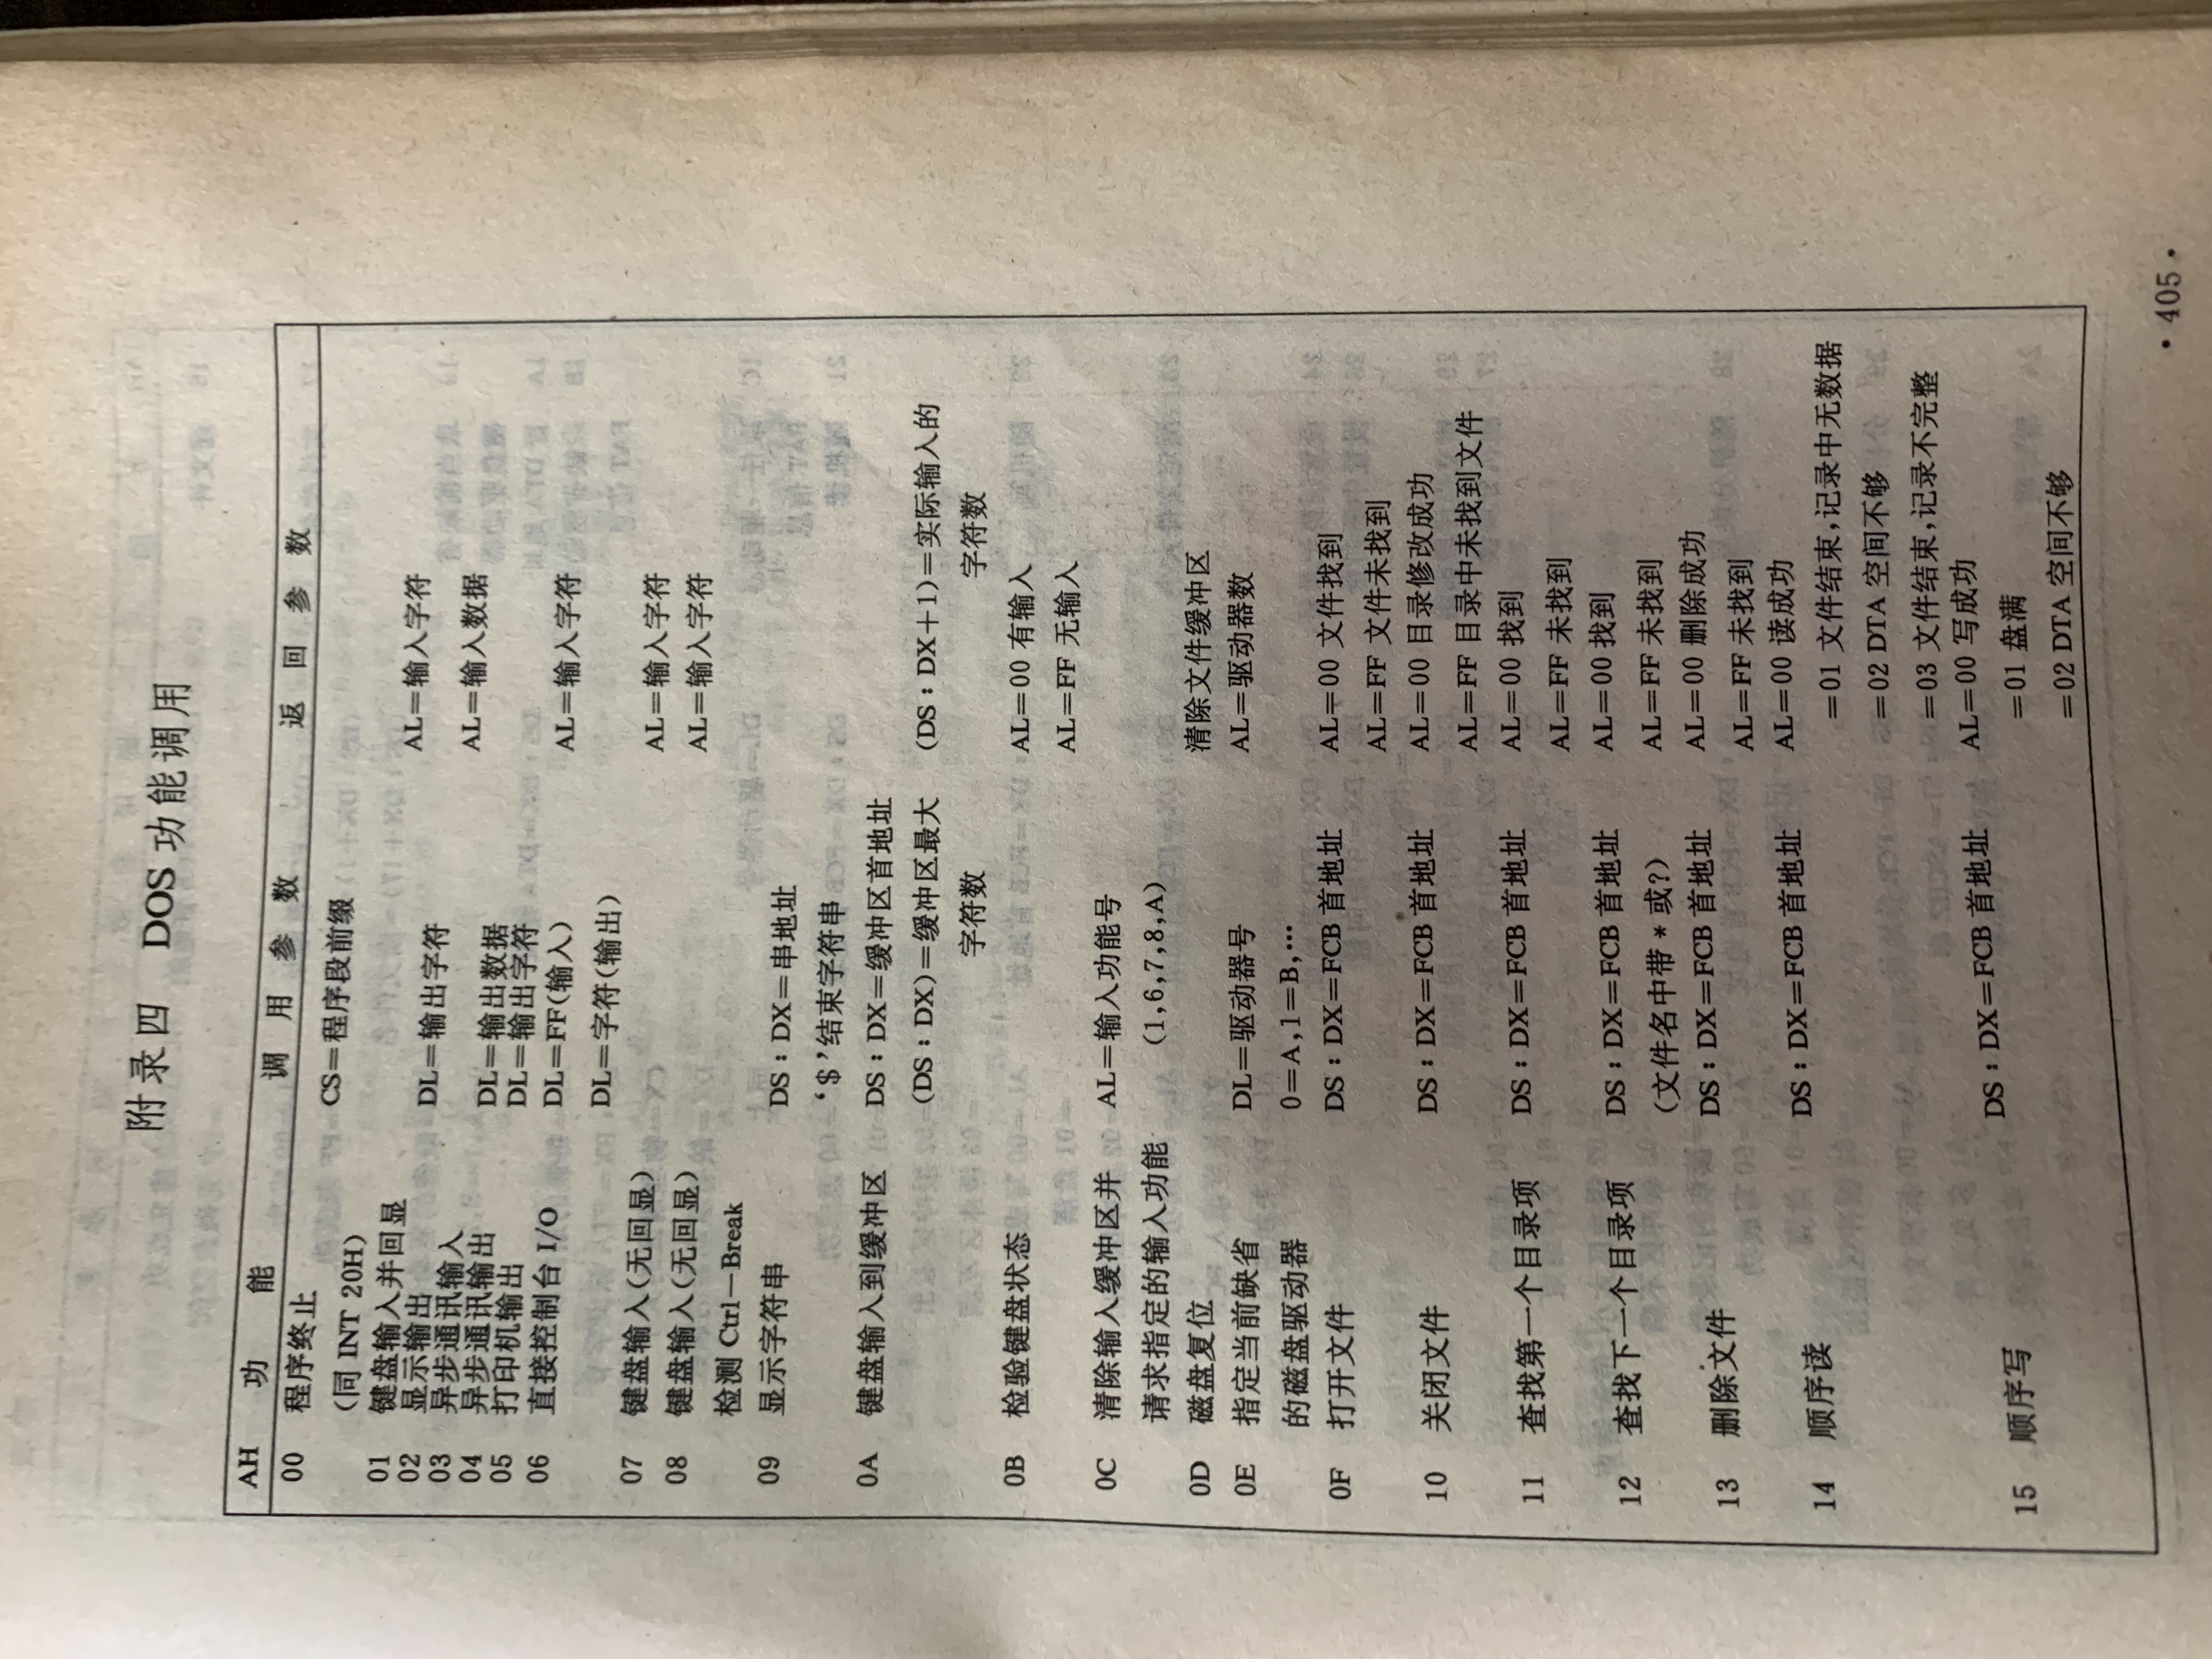 附录四 DOS 功能调用
AH 功 能 调 用 参 数 返 回 参 数
00 程序终止
(同 INT 20H) CS=程序段前缀
01 键盘输入并回显 AL=输入字符
02 显示输出 DL=输出字符
03 异步通讯输入 AL=输入数据
04 异步通讯输出 DL=输出数据
05 打印机输出 DL=输出字符
06 直接控制台 I/O DL=FF(输入) AL=输入字符
DL=字符(输出)
07 键盘输入(无回显) AL=输入字符
08 键盘输入(无回显) AL=输入字符
检测 Ctrl-Break
09 显示字符串 DS:DX=串地址
‘$’结束字符串
0A 键盘输入到缓冲区 DS:DX=缓冲区首地址
(DS:DX)=缓冲区最大 (DS:DX+1)=实际输入的
字符数 字符数
0B 检验键盘状态 AL=00 有输入
AL=FF 无输入
0C 清除输入缓冲区并 AL=输入功能号
请求指定的输入功能 (1,6,7,8,A)
0D 磁盘复位 清除文件缓冲区
0E 指定当前缺省 DL=驱动器号 AL=驱动器数
的磁盘驱动器 0=A,1=B,…
0F 打开文件 DS:DX=FCB 首地址 AL=00 文件找到
AL=FF 文件未找到
10 关闭文件 DS:DX=FCB 首地址 AL=00 目录修改成功
AL=FF 目录中未找到文件
11 查找第一个目录项 DS:DX=FCB 首地址 AL=00 找到
AL=FF 未找到
12 查找下一个目录项 DS:DX=FCB 首地址 AL=00 找到
(文件名中带 * 或?) AL=FF 未找到
13 删除文件 DS:DX=FCB 首地址 AL=00 删除成功
AL=FF 未找到
14 顺序读 DS:DX=FCB 首地址 AL=00 读成功
=01 文件结束,记录中无数据
=02 DTA 空间不够
=03 文件结束,记录不完整
15 顺序写 DS:DX=FCB 首地址 AL=00 写成功
=01 盘满
=02 DTA 空间不够
· 405 ·